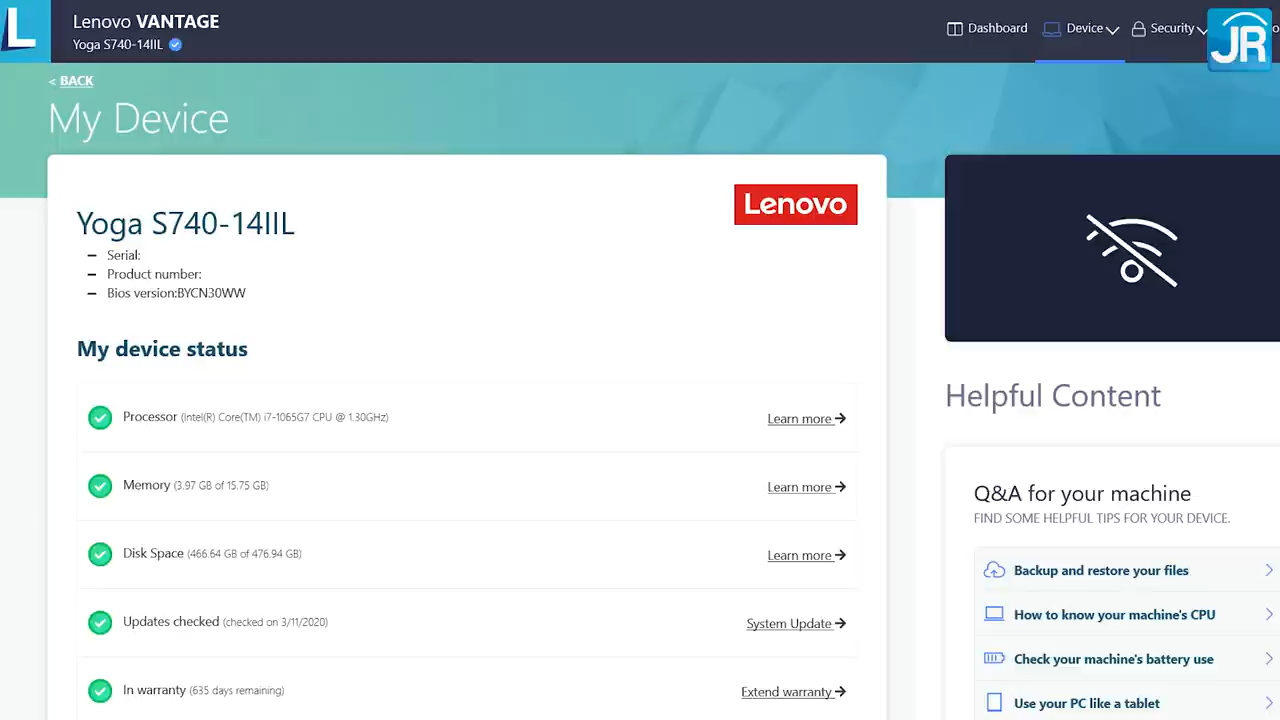 L
Lenovo VANTAGE
Yoga S740-14IIL
Dashboard
Device
Security
JR
< BACK
My Device
Lenovo
Yoga S740-14IIL
– Serial:
– Product number:
– Bios version:BYCN30WW
My device status
Processor (Intel(R) Core(TM) i7-1065G7 CPU @ 1.30GHz)
Learn more
Memory (3.97 GB of 15.75 GB)
Learn more
Disk Space (466.64 GB of 476.94 GB)
Learn more
Updates checked (checked on 3/11/2020)
System Update
In warranty (635 days remaining)
Extend warranty
Helpful Content
Q&A for your machine
FIND SOME HELPFUL TIPS FOR YOUR DEVICE.
Backup and restore your files
How to know your machine's CPU
Check your machine's battery use
Use your PC like a tablet